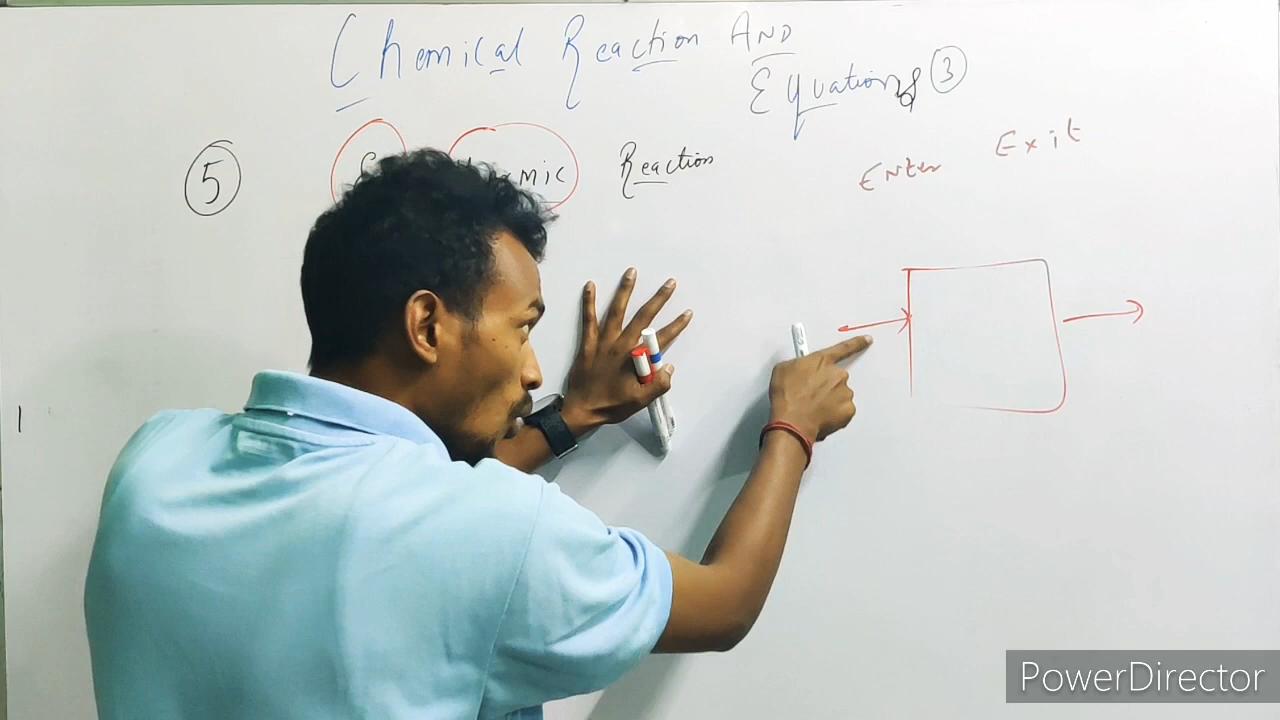 Chemical Reaction AND
Equations 3
5 Reaction
Enter Exit
PowerDirector